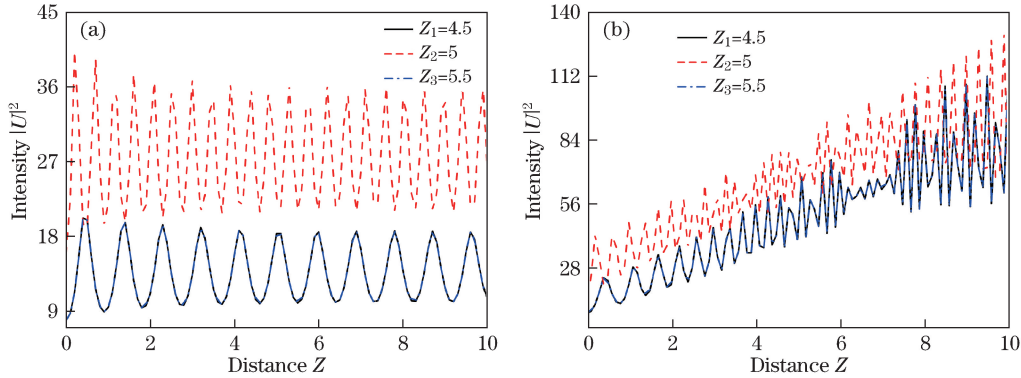 (a)
Z₁=4.5
Z₂=5
Z₃=5.5
Intensity |U|²
45
36
27
18
9
0 2 4 6 8 10
Distance Z
(b)
Z₁=4.5
Z₂=5
Z₃=5.5
Intensity |U|²
140
112
84
56
28
0 2 4 6 8 10
Distance Z